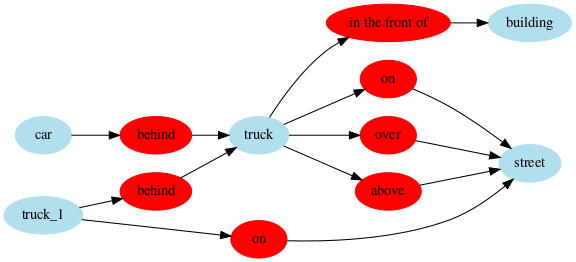 in the front of
building
on
car
behind
truck
over
street
behind
above
truck_1
on